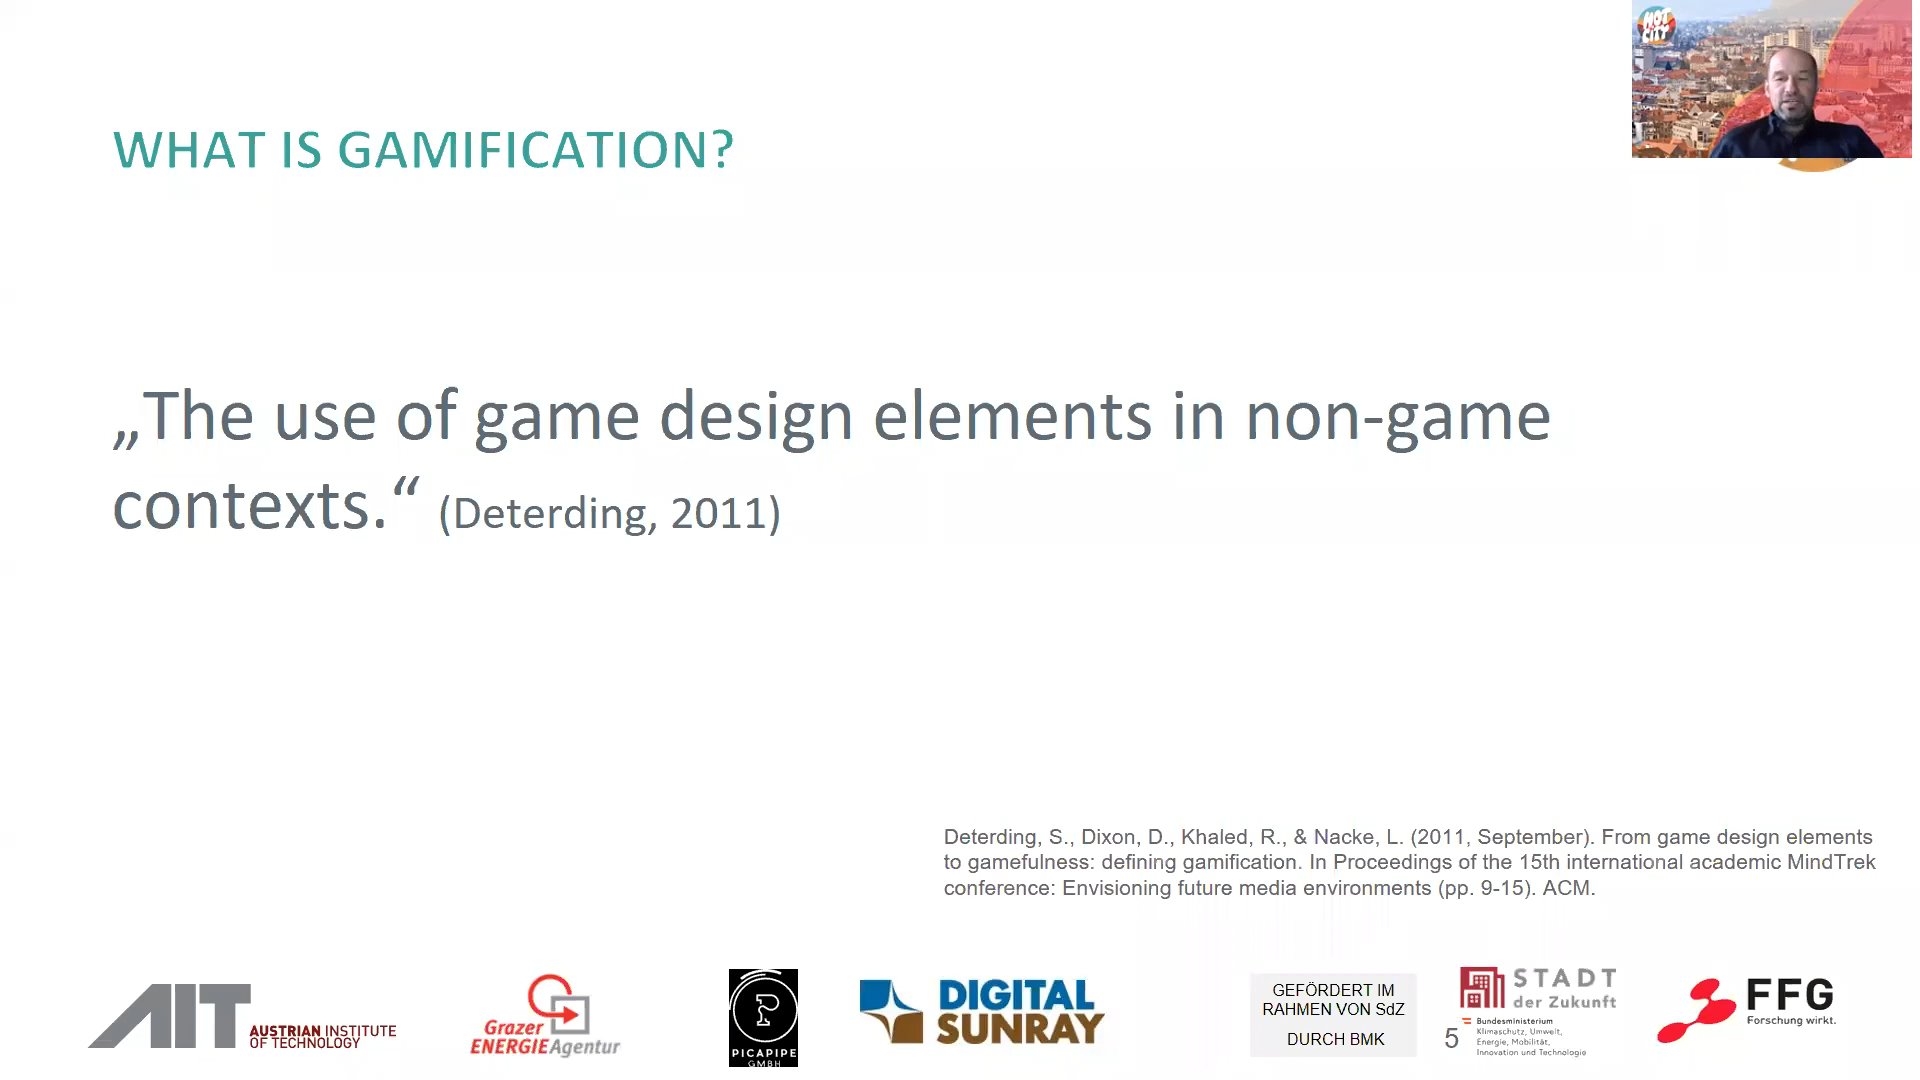 HOT
CITY
WHAT IS GAMIFICATION?
„The use of game design elements in non-game
contexts.“ (Deterding, 2011)
Deterding, S., Dixon, D., Khaled, R., & Nacke, L. (2011, September). From game design elements
to gamefulness: defining gamification. In Proceedings of the 15th international academic MindTrek
conference: Envisioning future media environments (pp. 9-15). ACM.
AIT
AUSTRIAN INSTITUTE
OF TECHNOLOGY
Grazer
ENERGIEAgentur
P
PICAPIPE
GMBH
DIGITAL
SUNRAY
GEFÖRDERT IM
RAHMEN VON SdZ
DURCH BMK
5
STADT
der Zukunft
Bundesministerium
Klimaschutz, Umwelt,
Energie, Mobilität,
Innovation und Technologie
FFG
Forschung wirkt.